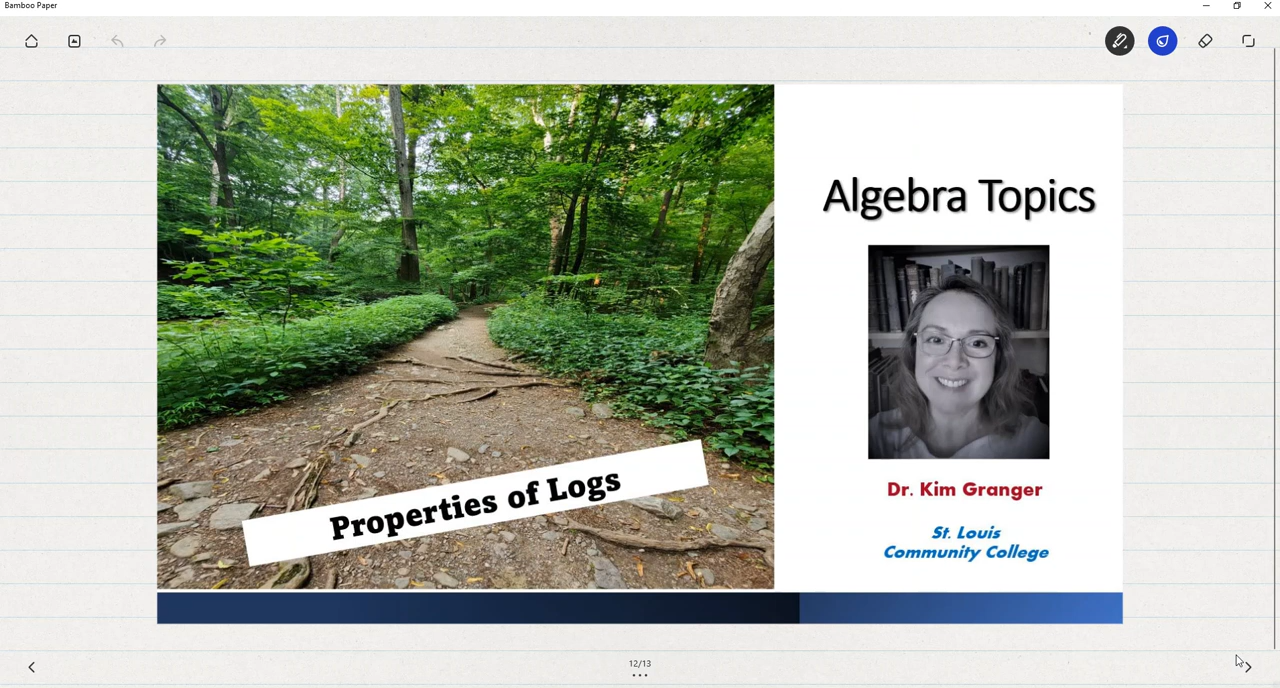 Bamboo Paper
Algebra Topics
Properties of Logs
Dr. Kim Granger
St. Louis
Community College
12/13